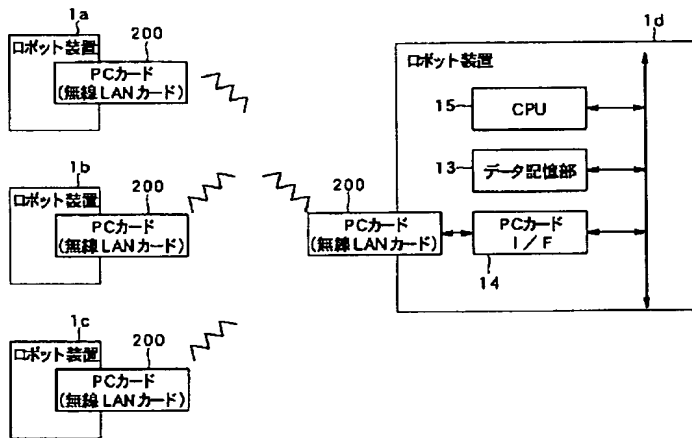 1a
ロボット装置
200
PCカード
(無線LANカード)
1b
ロボット装置
200
PCカード
(無線LANカード)
1c
ロボット装置
200
PCカード
(無線LANカード)
1d
ロボット装置
15
CPU
13
データ記憶部
200
PCカード
(無線LANカード)
PCカード
I/F
14